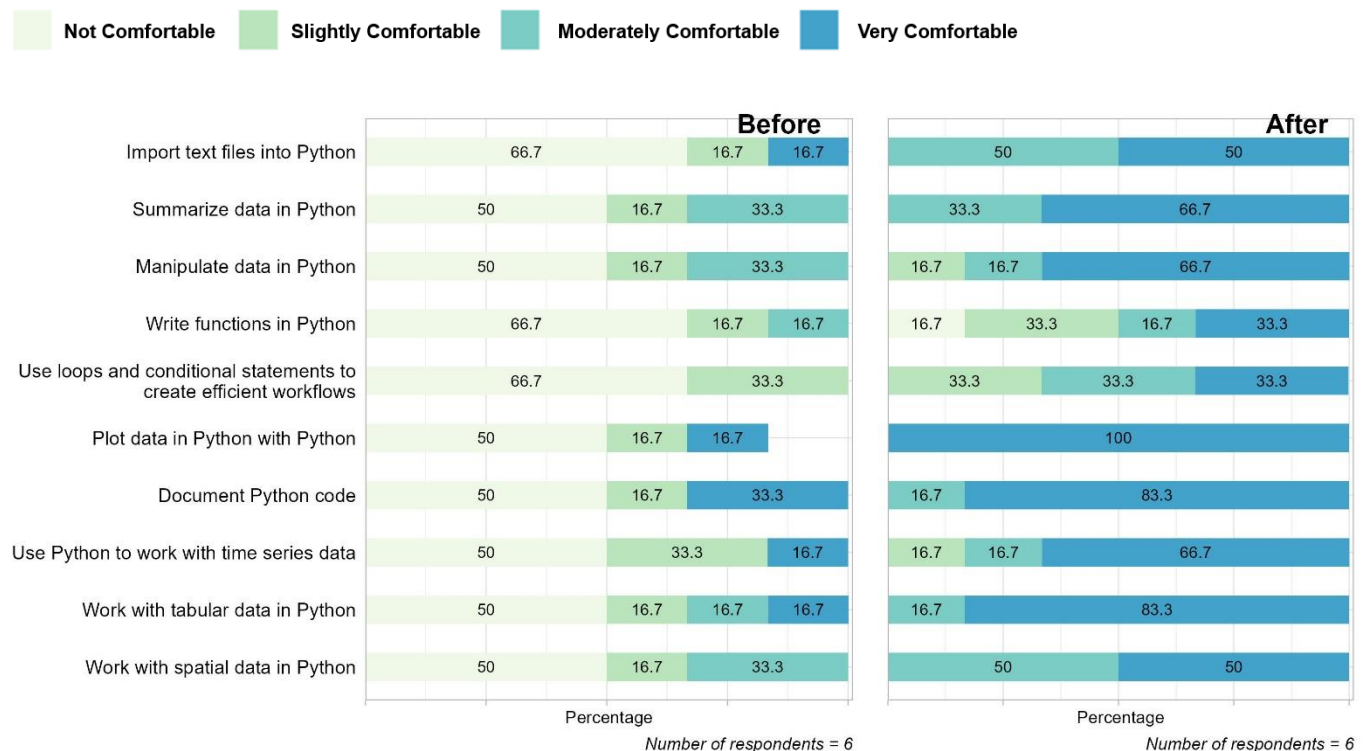 Not Comfortable Slightly Comfortable Moderately Comfortable Very Comfortable
Before After
Import text files into Python 66.7 16.7 16.7 50 50
Summarize data in Python 50 16.7 33.3 33.3 66.7
Manipulate data in Python 50 16.7 33.3 16.7 16.7 66.7
Write functions in Python 66.7 16.7 16.7 16.7 33.3 16.7 33.3
Use loops and conditional statements to
create efficient workflows 66.7 33.3 33.3 33.3 33.3
Plot data in Python with Python 50 16.7 16.7 100
Document Python code 50 16.7 33.3 16.7 83.3
Use Python to work with time series data 50 33.3 16.7 16.7 16.7 66.7
Work with tabular data in Python 50 16.7 16.7 16.7 16.7 83.3
Work with spatial data in Python 50 16.7 33.3 50 50
Percentage Percentage
Number of respondents = 6 Number of respondents = 6